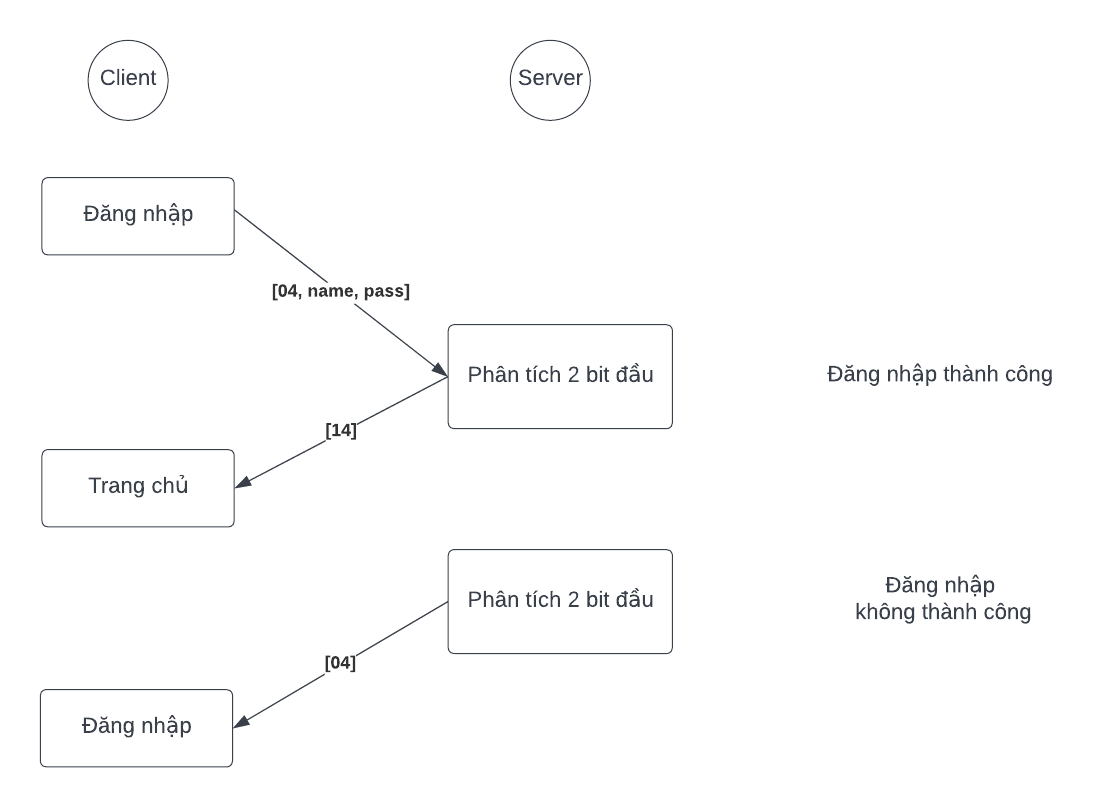 Client
Server
Đăng nhập
[04, name, pass]
Phân tích 2 bit đầu
Đăng nhập thành công
[14]
Trang chủ
Phân tích 2 bit đầu
Đăng nhập
không thành công
[04]
Đăng nhập